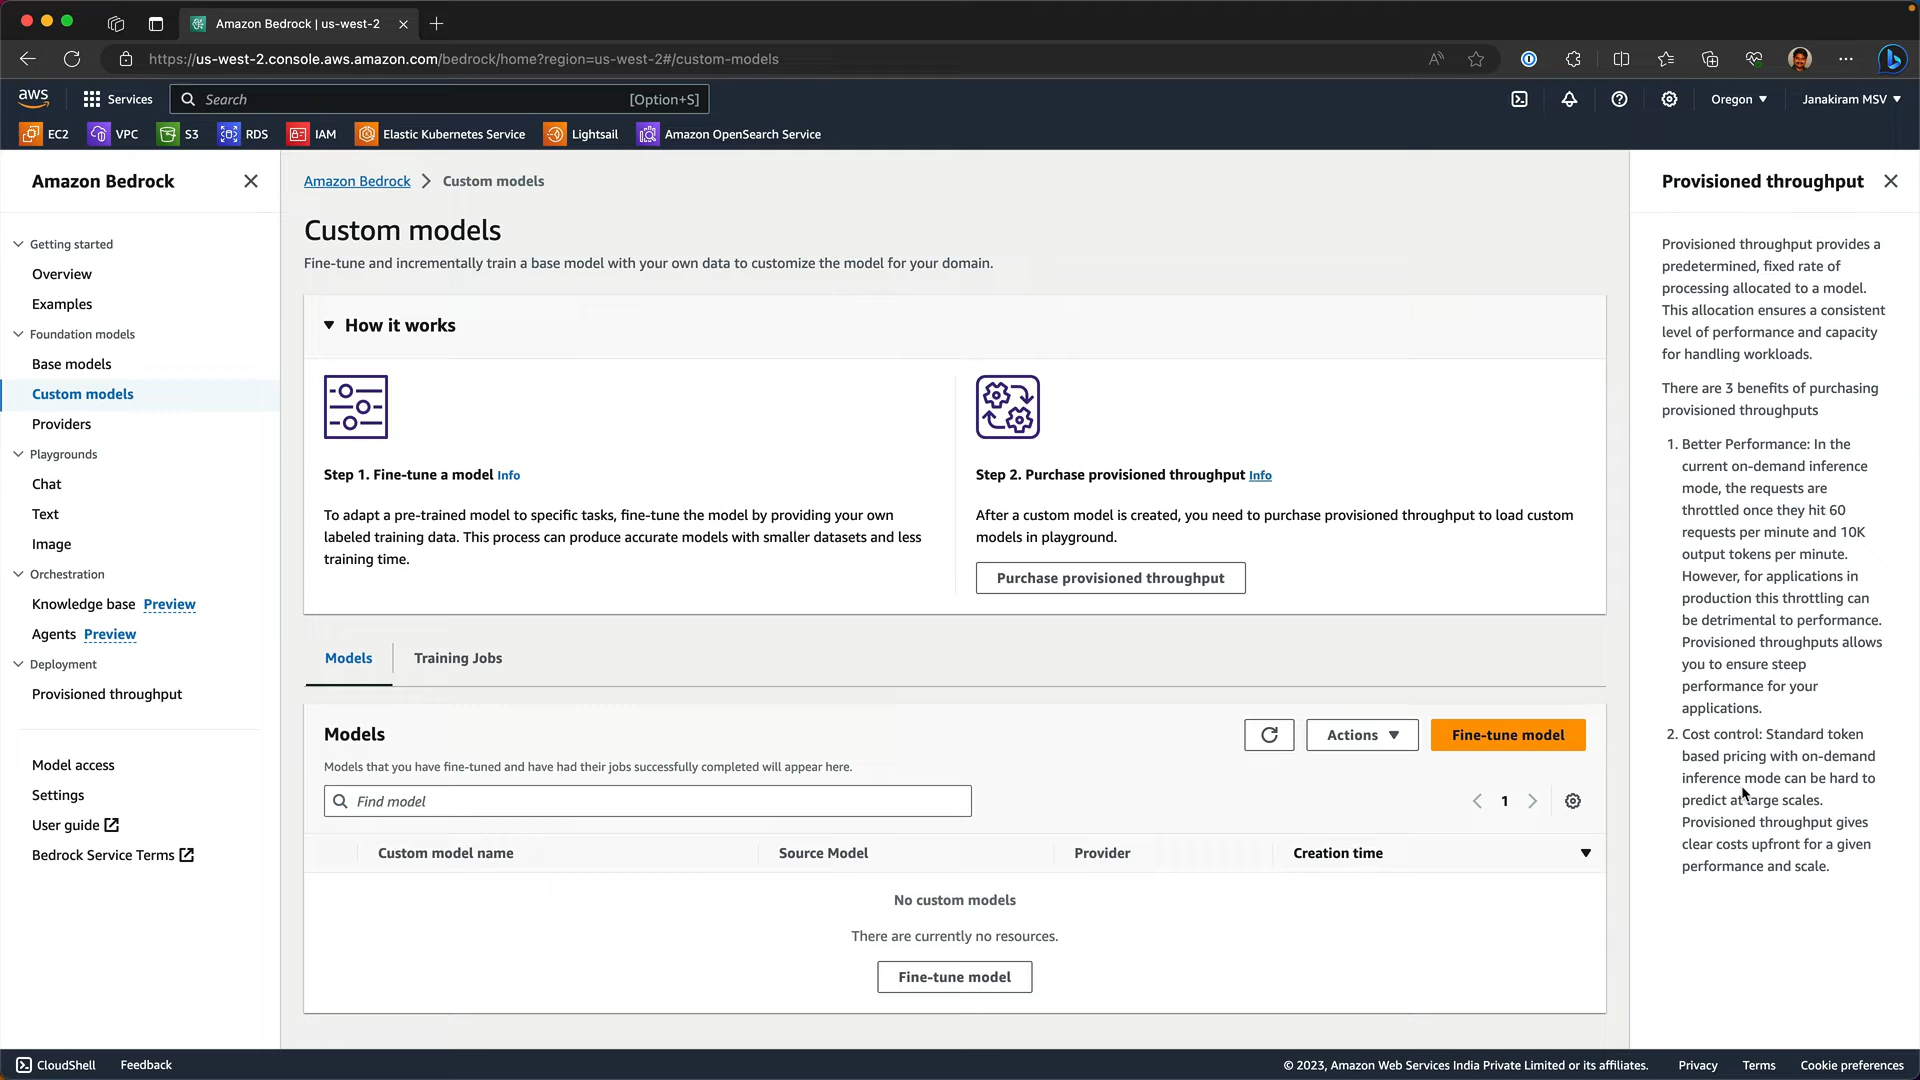 Amazon Bedrock | us-west-2
https://us-west-2.console.aws.amazon.com/bedrock/home?region=us-west-2#/custom-models
aws
Services
Search
[Option+S]
Oregon
Janakiram MSV
EC2
VPC
S3
RDS
IAM
Elastic Kubernetes Service
Lightsail
Amazon OpenSearch Service
Amazon Bedrock
Getting started
Overview
Examples
Foundation models
Base models
Custom models
Providers
Playgrounds
Chat
Text
Image
Orchestration
Knowledge base Preview
Agents Preview
Deployment
Provisioned throughput
Model access
Settings
User guide
Bedrock Service Terms
Amazon Bedrock > Custom models
Custom models
Fine-tune and incrementally train a base model with your own data to customize the model for your domain.
How it works
Step 1. Fine-tune a model Info
To adapt a pre-trained model to specific tasks, fine-tune the model by providing your own
labeled training data. This process can produce accurate models with smaller datasets and less
training time.
Step 2. Purchase provisioned throughput Info
After a custom model is created, you need to purchase provisioned throughput to load custom
models in playground.
Purchase provisioned throughput
Models
Training Jobs
Models
Actions
Fine-tune model
Models that you have fine-tuned and have had their jobs successfully completed will appear here.
Find model
1
Custom model name
Source Model
Provider
Creation time
No custom models
There are currently no resources.
Fine-tune model
Provisioned throughput
Provisioned throughput provides a
predetermined, fixed rate of
processing allocated to a model.
This allocation ensures a consistent
level of performance and capacity
for handling workloads.
There are 3 benefits of purchasing
provisioned throughputs
1. Better Performance: In the
current on-demand inference
mode, the requests are
throttled once they hit 60
requests per minute and 10K
output tokens per minute.
However, for applications in
production this throttling can
be detrimental to performance.
Provisioned throughputs allows
you to ensure steep
performance for your
applications.
2. Cost control: Standard token
based pricing with on-demand
inference mode can be hard to
predict at large scales.
Provisioned throughput gives
clear costs upfront for a given
performance and scale.
CloudShell
Feedback
© 2023, Amazon Web Services India Private Limited or its affiliates.
Privacy
Terms
Cookie preferences